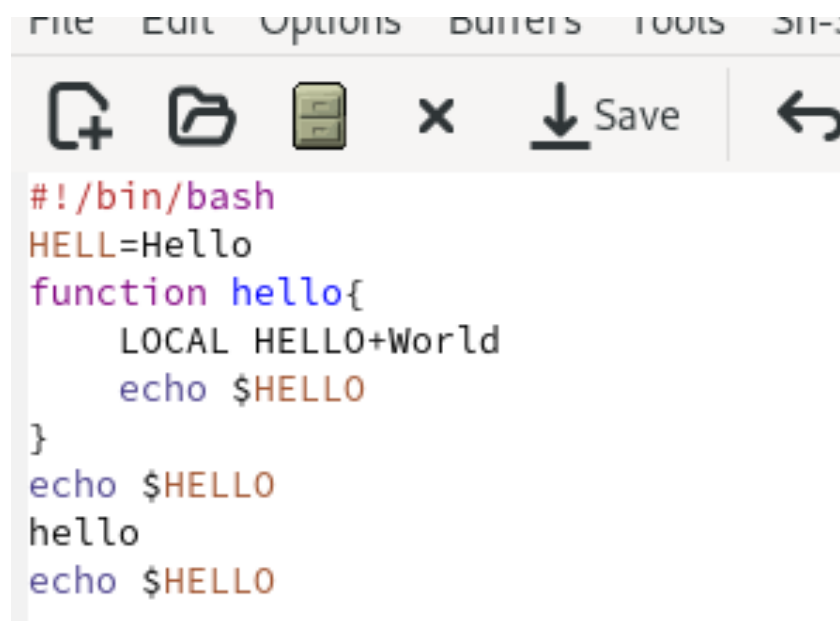 File Edit Options Buffers Tools
Save
#!/bin/bash
HELL=Hello
function hello{
    LOCAL HELLO+World
    echo $HELLO
}
echo $HELLO
hello
echo $HELLO